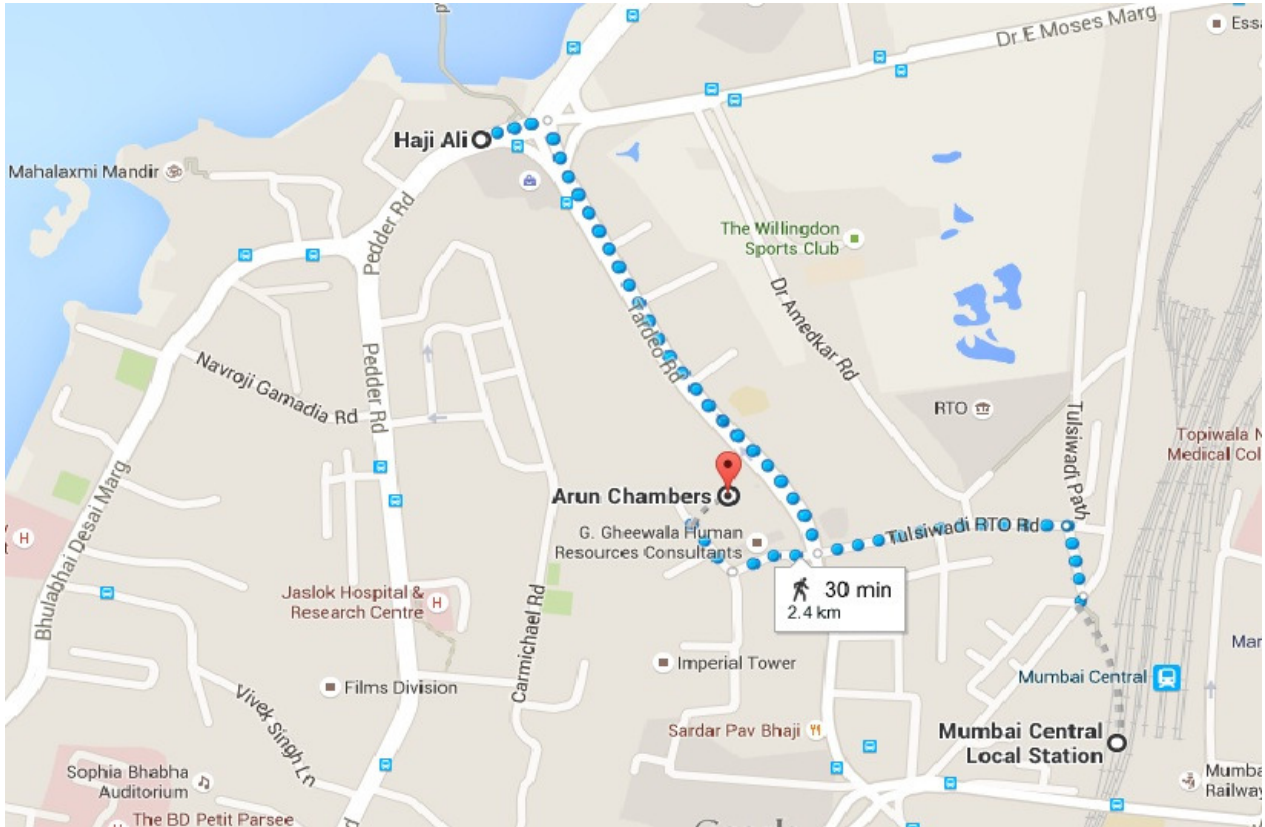 Dr E Moses Marg
Essa
Haji Ali
Mahalaxmi Mandir
Pedder Rd
The Willingdon
Sports Club
Dr Amedkar Rd
Tardeo Rd
Navroji Gamadia Rd
Pedder Rd
RTO
Tulsiwadi Path
Topiwala N
Medical Col
Arun Chambers
G. Gheewala Human
Resources Consultants
Tulsiwadi RTO Rd
Bhulabhai Desai Marg
H
t
30 min
2.4 km
Jaslok Hospital &
Research Centre
H
Carmichael Rd
Imperial Tower
Mar
Mumbai Central
Films Division
Vivek Singh Ln
Sardar Pav Bhaji
Mumbai Central
Local Station
Sophia Bhabha
Auditorium
Mumba
Railway
The BD Petit Parsee
H
d